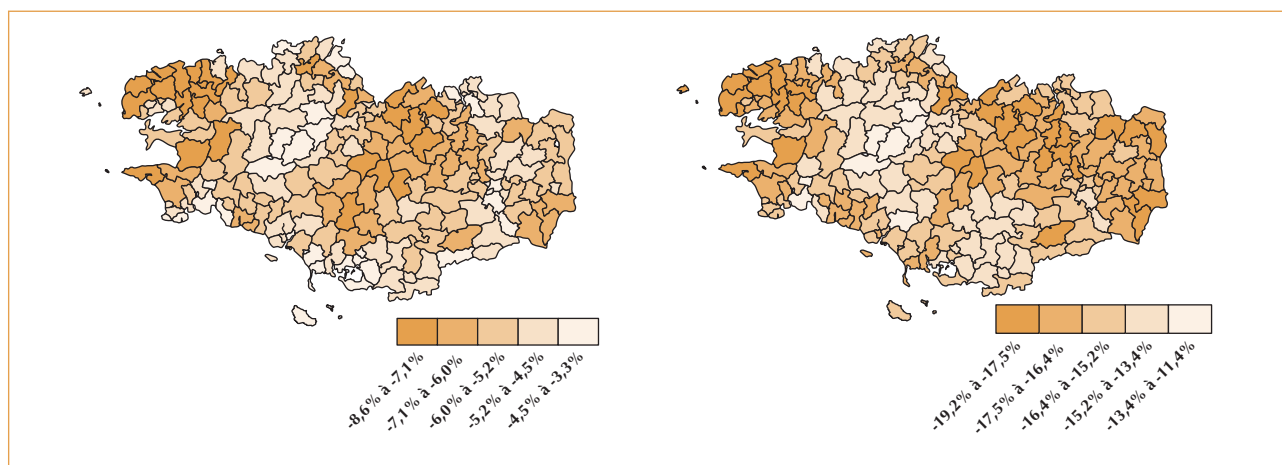 -8,6% à -7,1%
-7,1% à -6,0%
-6,0% à -5,2%
-5,2% à -4,5%
-4,5% à -3,3%
-19,2% à -17,5%
-17,5% à -16,4%
-16,4% à -15,2%
-15,2% à -13,4%
-13,4% à -11,4%